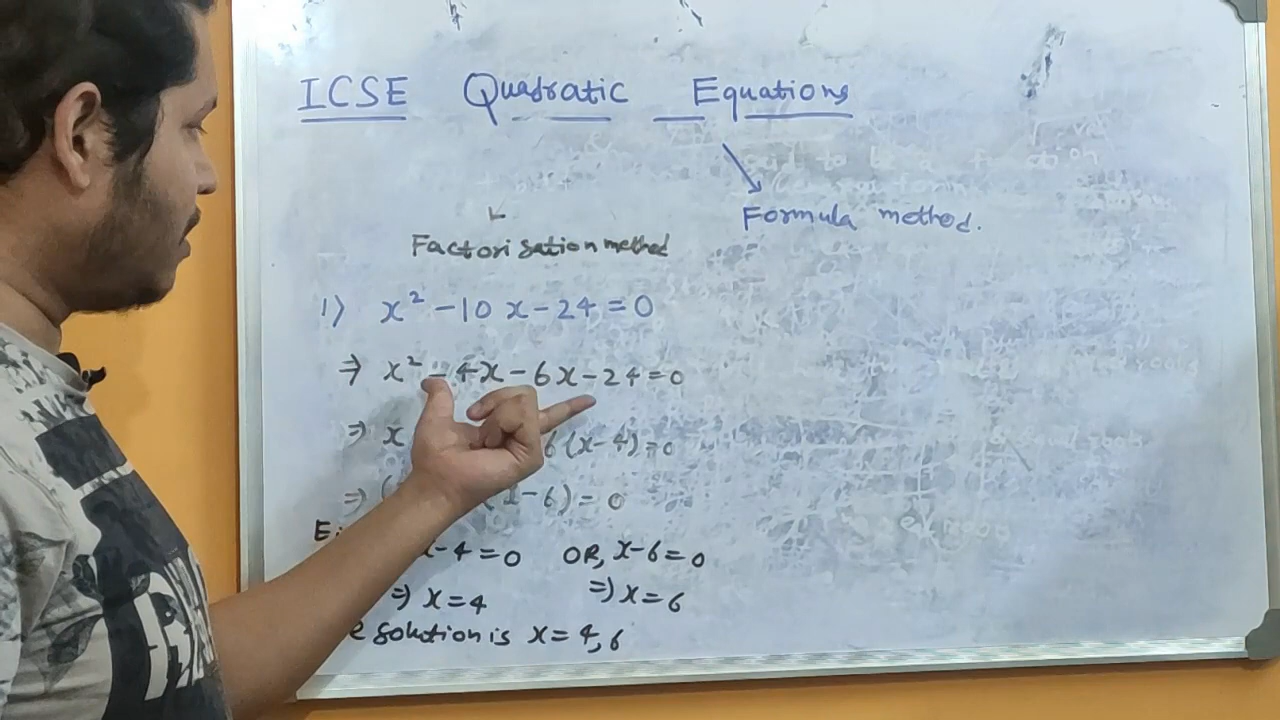 ICSE Quadratic Equations
Formula method.
Factorisation method
1) x² - 10x - 24 = 0
⇒ x² - 4x - 6x - 24 = 0
⇒ x 6(x-4) = 0
⇒ ( -6) = 0
x-4 = 0 OR, x-6 = 0
⇒ x = 4 ⇒ x = 6
solution is x = 4, 6